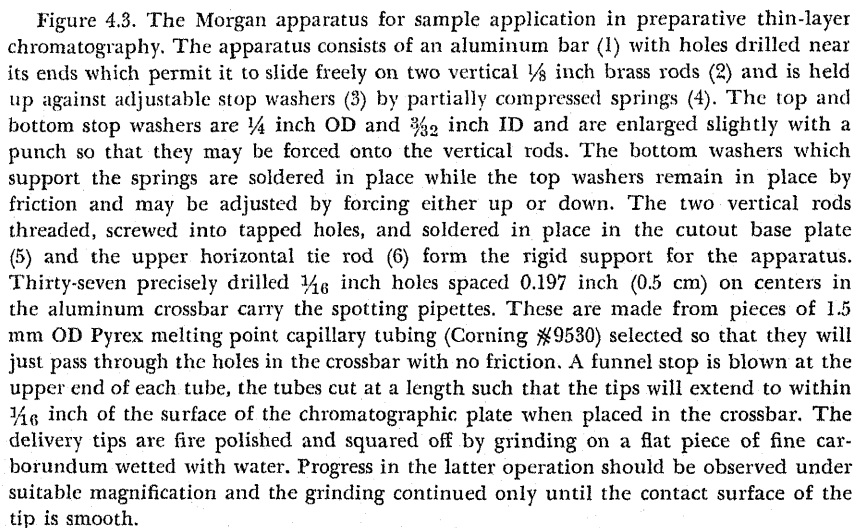 Figure 4.3. The Morgan apparatus for sample application in preparative thin-layer
chromatography. The apparatus consists of an aluminum bar (1) with holes drilled near
its ends which permit it to slide freely on two vertical ⅛ inch brass rods (2) and is held
up against adjustable stop washers (3) by partially compressed springs (4). The top and
bottom stop washers are ¼ inch OD and 3⁄32 inch ID and are enlarged slightly with a
punch so that they may be forced onto the vertical rods. The bottom washers which
support the springs are soldered in place while the top washers remain in place by
friction and may be adjusted by forcing either up or down. The two vertical rods
threaded, screwed into tapped holes, and soldered in place in the cutout base plate
(5) and the upper horizontal tie rod (6) form the rigid support for the apparatus.
Thirty-seven precisely drilled 1⁄16 inch holes spaced 0.197 inch (0.5 cm) on centers in
the aluminum crossbar carry the spotting pipettes. These are made from pieces of 1.5
mm OD Pyrex melting point capillary tubing (Corning #9530) selected so that they will
just pass through the holes in the crossbar with no friction. A funnel stop is blown at the
upper end of each tube, the tubes cut at a length such that the tips will extend to within
1⁄16 inch of the surface of the chromatographic plate when placed in the crossbar. The
delivery tips are fire polished and squared off by grinding on a flat piece of fine car-
borundum wetted with water. Progress in the latter operation should be observed under
suitable magnification and the grinding continued only until the contact surface of the
tip is smooth.